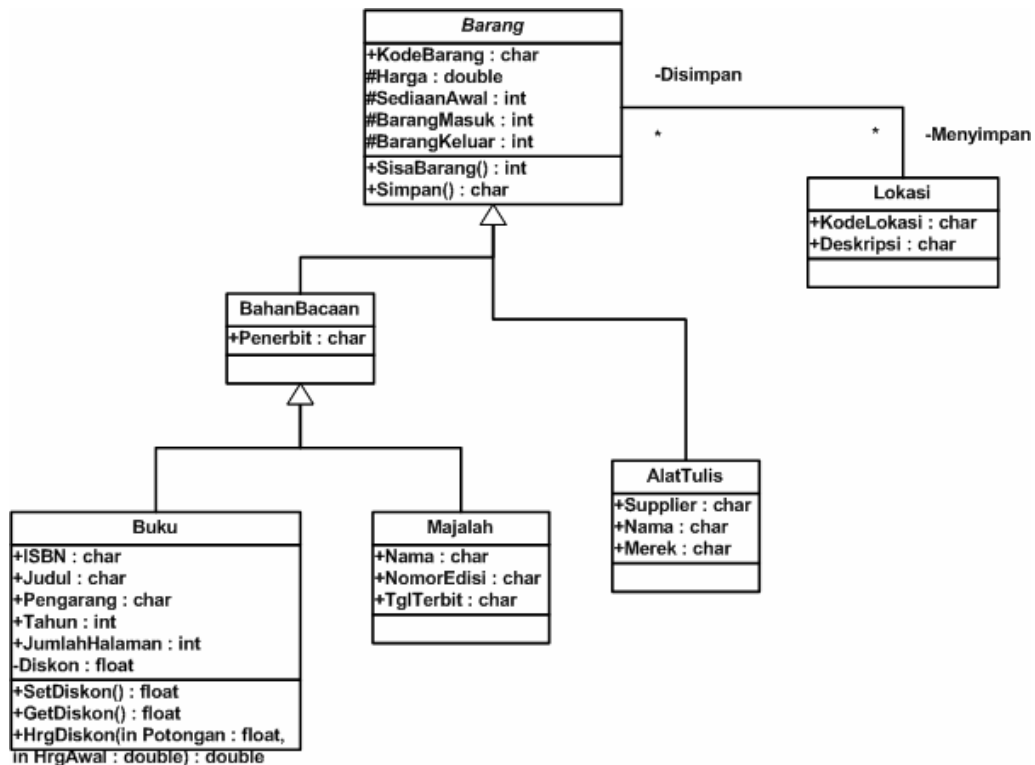 Barang
+KodeBarang : char
#Harga : double
#SediaanAwal : int
#BarangMasuk : int
#BarangKeluar : int
+SisaBarang() : int
+Simpan() : char
-Disimpan
*
*
-Menyimpan
Lokasi
+KodeLokasi : char
+Deskripsi : char
BahanBacaan
+Penerbit : char
AlatTulis
+Supplier : char
+Nama : char
+Merek : char
Buku
+ISBN : char
+Judul : char
+Pengarang : char
+Tahun : int
+JumlahHalaman : int
-Diskon : float
+SetDiskon() : float
+GetDiskon() : float
+HrgDiskon(in Potongan : float,
in HrgAwal : double) : double
Majalah
+Nama : char
+NomorEdisi : char
+TglTerbit : char